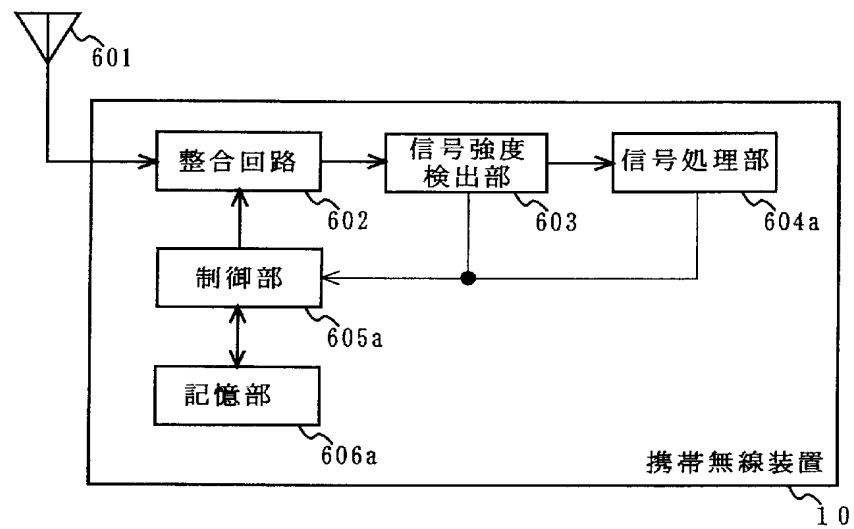 601
整合回路
602
信号強度
検出部
603
信号処理部
604a
制御部
605a
記憶部
606a
携帯無線装置
10